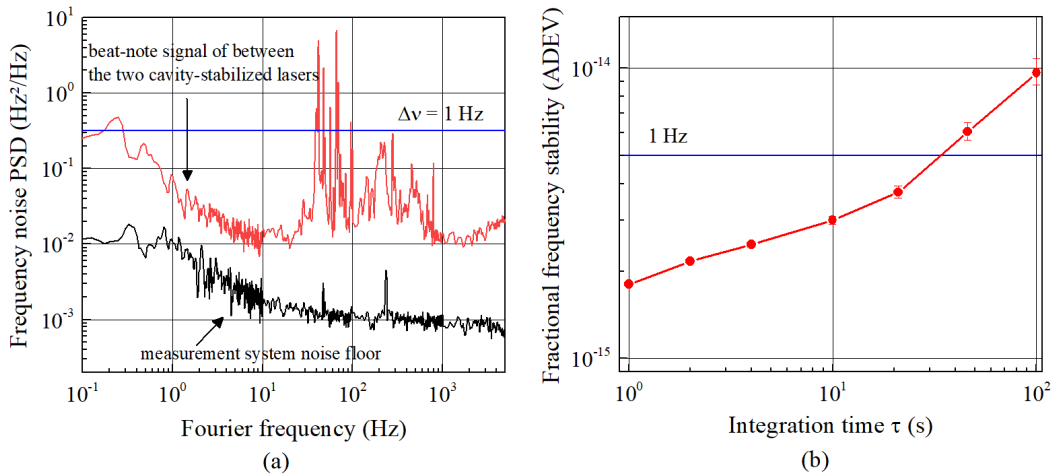 Frequency noise PSD (Hz²/Hz)
10¹
10⁰
10⁻¹
10⁻²
10⁻³
beat-note signal of between
the two cavity-stabilized lasers
Δν = 1 Hz
measurement system noise floor
10⁻¹ 10⁰ 10¹ 10² 10³
Fourier frequency (Hz)
(a)
Fractional frequency stability (ADEV)
10⁻¹⁴
10⁻¹⁵
1 Hz
10⁰ 10¹ 10²
Integration time τ (s)
(b)